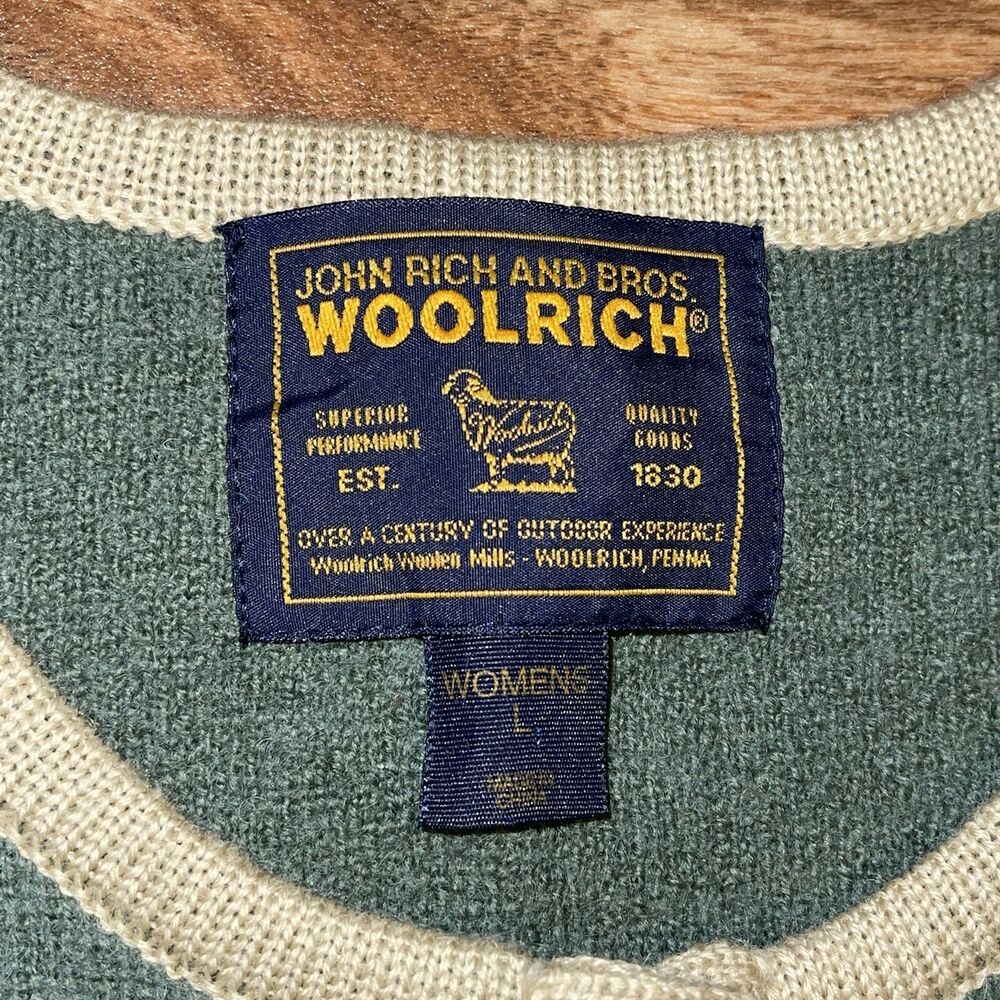 JOHN RICH AND BROS.
WOOLRICH®
SUPERIOR
PERFORMANCE
EST.
QUALITY
GOODS
1830
OVER A CENTURY OF OUTDOOR EXPERIENCE
Woolrich Woolen Mills - WOOLRICH, PENNA
WOMENS
L